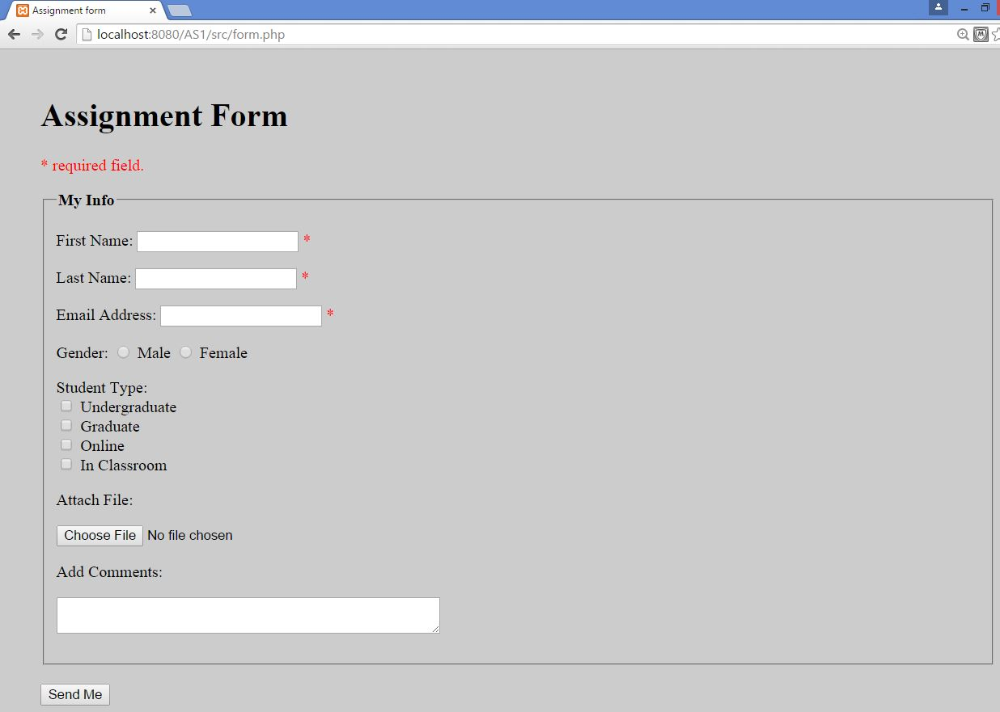 Assignment form
localhost:8080/AS1/src/form.php
Assignment Form
* required field.
My Info
First Name: *
Last Name: *
Email Address: *
Gender: Male Female
Student Type:
Undergraduate
Graduate
Online
In Classroom
Attach File:
Choose File No file chosen
Add Comments:
Send Me